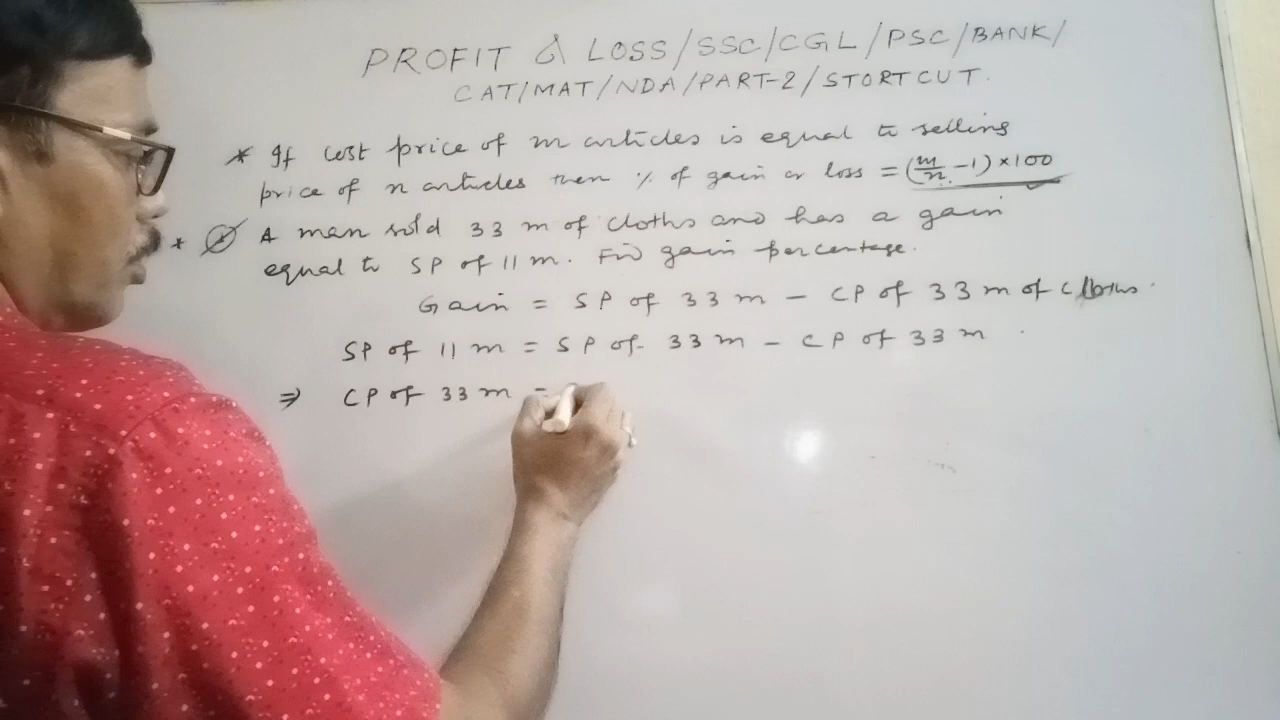 PROFIT & LOSS/SSC/CGL/PSC/BANK/
CAT/MAT/NDA/PART-2/STORTCUT.
* If cost price of m articles is equal to selling
price of n articles then % of gain or loss = (m/n - 1) × 100
* A man sold 33 m of cloths and has a gain
equal to SP of 11 m. Find gain percentage.
Gain = SP of 33 m - CP of 33 m of cloths.
SP of 11 m = SP of 33 m - CP of 33 m
⇒ CP of 33 m =